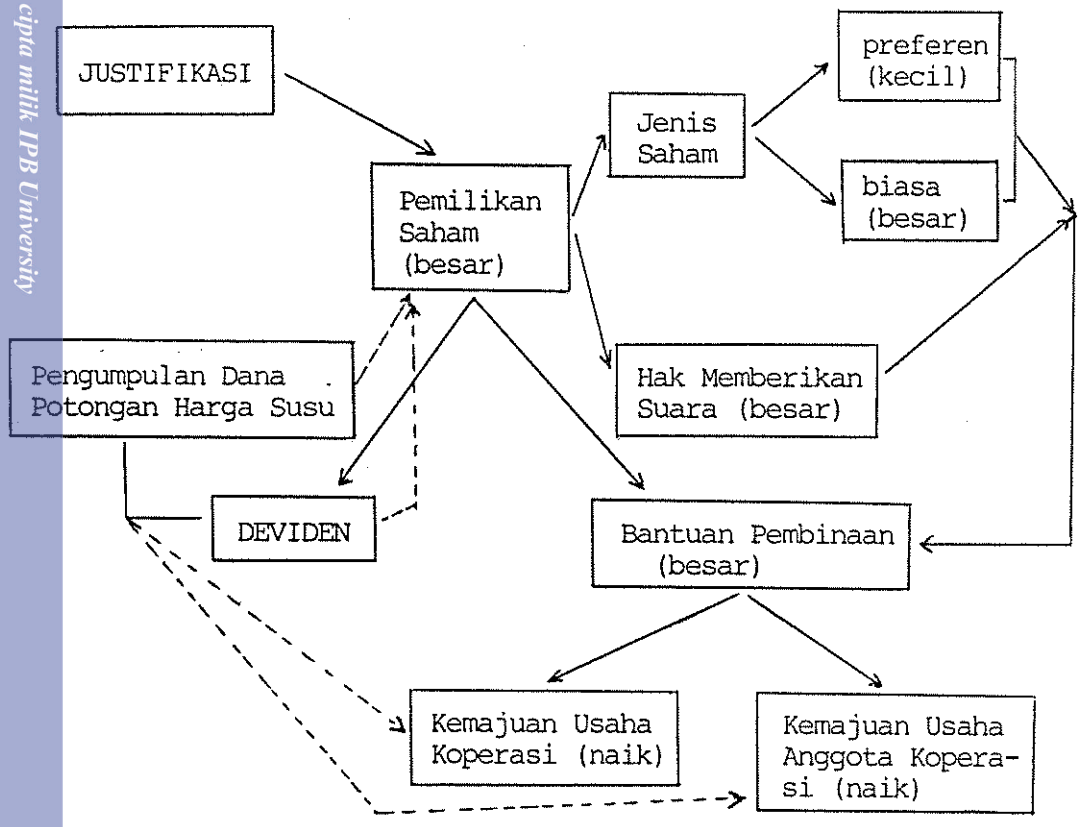 cipta milik IPB University
JUSTIFIKASI
preferen
(kecil)
Jenis
Saham
biasa
(besar)
Pemilikan
Saham
(besar)
Pengumpulan Dana
Potongan Harga Susu
Hak Memberikan
Suara (besar)
DEVIDEN
Bantuan Pembinaan
(besar)
Kemajuan Usaha
Koperasi (naik)
Kemajuan Usaha
Anggota Kopera-
si (naik)